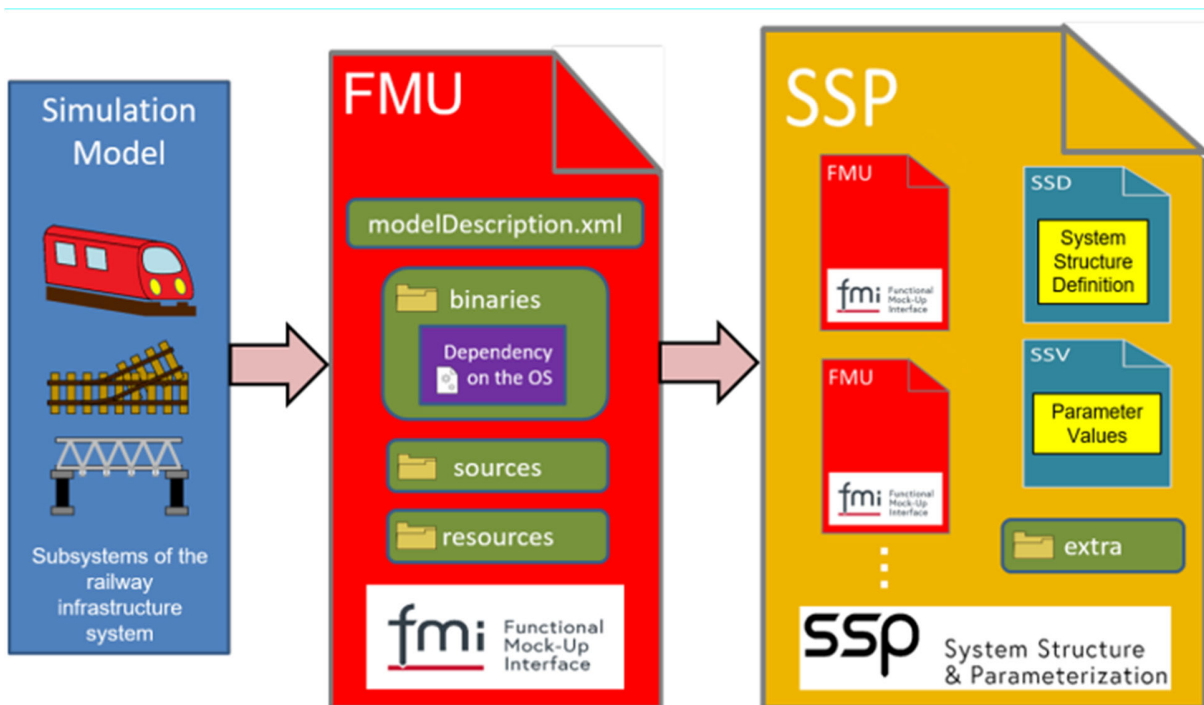 Simulation
Model
Subsystems of the
railway
infrastructure
system
FMU
modelDescription.xml
binaries
Dependency
on the OS
sources
resources
fmi Functional
Mock-Up
Interface
SSP
FMU
fmi Functional
Mock-Up
Interface
FMU
fmi Functional
Mock-Up
Interface
SSD
System
Structure
Definition
SSV
Parameter
Values
extra
ssp System Structure
& Parameterization